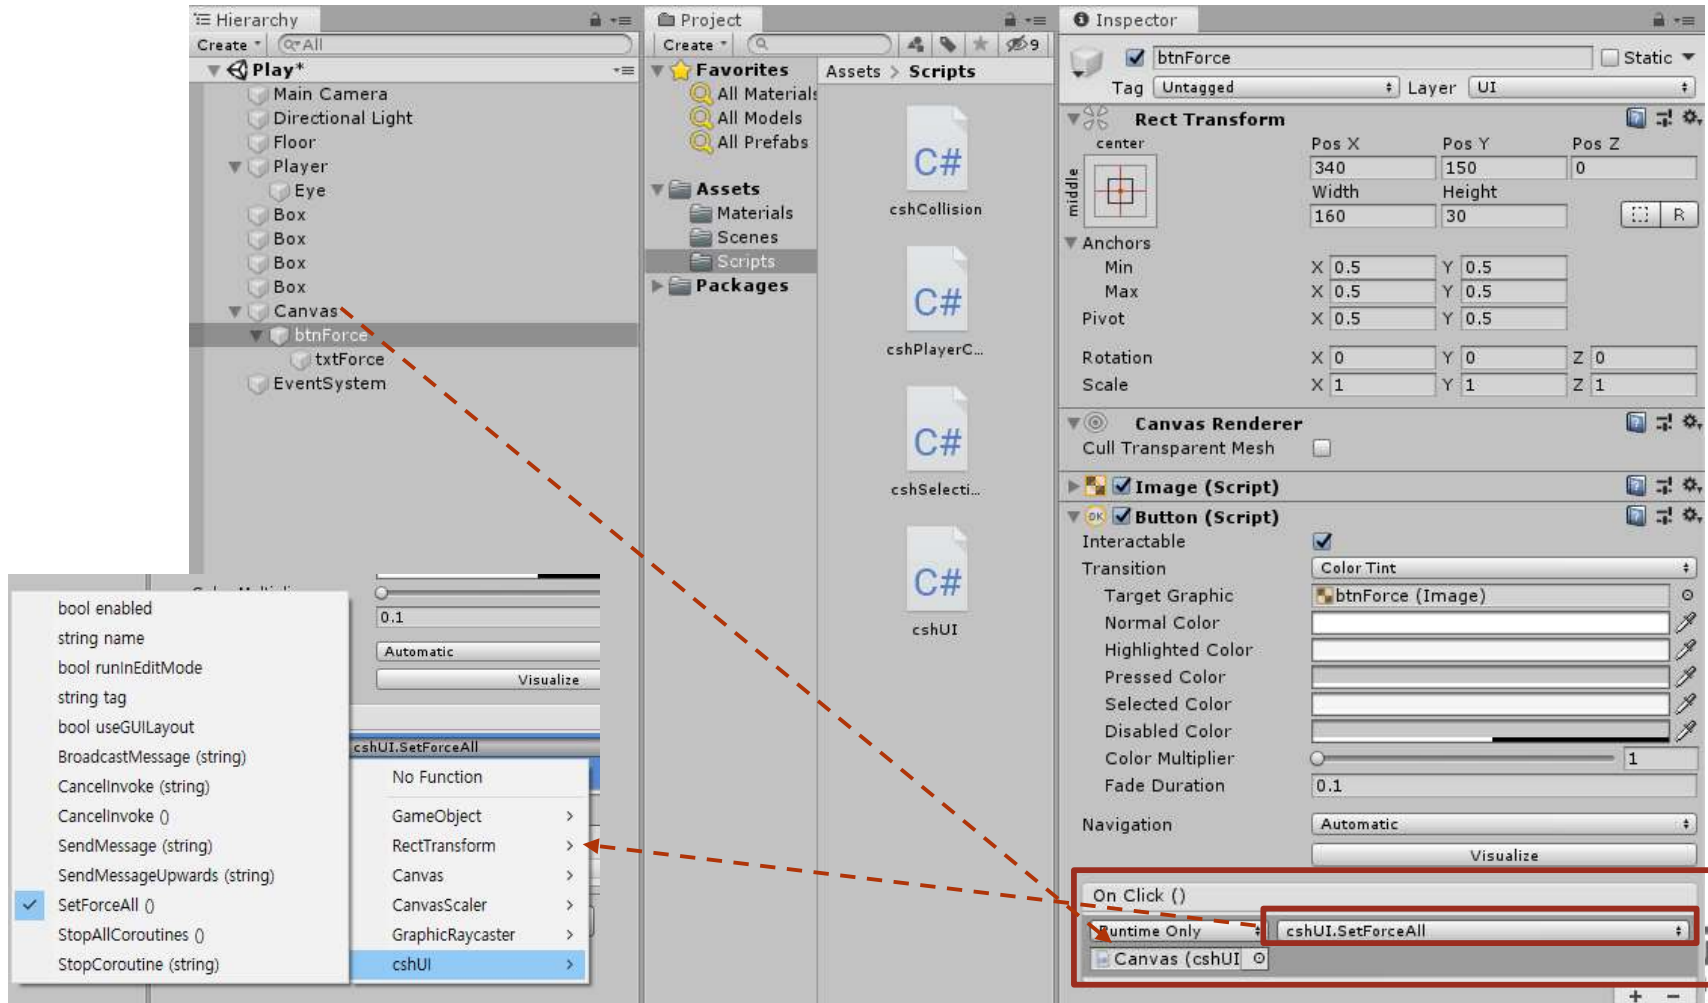 Hierarchy
Create
All
Play*
Main Camera
Directional Light
Floor
Player
Eye
Box
Box
Box
Box
Canvas
btnForce
txtForce
EventSystem
Project
Create
9
Favorites
All Materials
All Models
All Prefabs
Assets
Materials
Scenes
Scripts
Packages
Assets > Scripts
C#
cshCollision
C#
cshPlayerC...
C#
cshSelecti...
C#
cshUI
Inspector
btnForce
Static
Tag Untagged Layer UI
Rect Transform
center
middle
Pos X Pos Y Pos Z
340 150 0
Width Height
160 30
R
Anchors
Min X 0.5 Y 0.5
Max X 0.5 Y 0.5
Pivot X 0.5 Y 0.5
Rotation X 0 Y 0 Z 0
Scale X 1 Y 1 Z 1
Canvas Renderer
Cull Transparent Mesh
Image (Script)
OK Button (Script)
Interactable
Transition Color Tint
Target Graphic btnForce (Image)
Normal Color
Highlighted Color
Pressed Color
Selected Color
Disabled Color
Color Multiplier 1
Fade Duration 0.1
Navigation Automatic
Visualize
On Click ()
Runtime Only cshUI.SetForceAll
Canvas (cshUI
+ −
0.1
Automatic
Visualize
cshUI.SetForceAll
bool enabled
string name
bool runInEditMode
string tag
bool useGUILayout
BroadcastMessage (string)
CancelInvoke (string)
CancelInvoke ()
SendMessage (string)
SendMessageUpwards (string)
SetForceAll ()
StopAllCoroutines ()
StopCoroutine (string)
No Function
GameObject >
RectTransform >
Canvas >
CanvasScaler >
GraphicRaycaster >
cshUI >